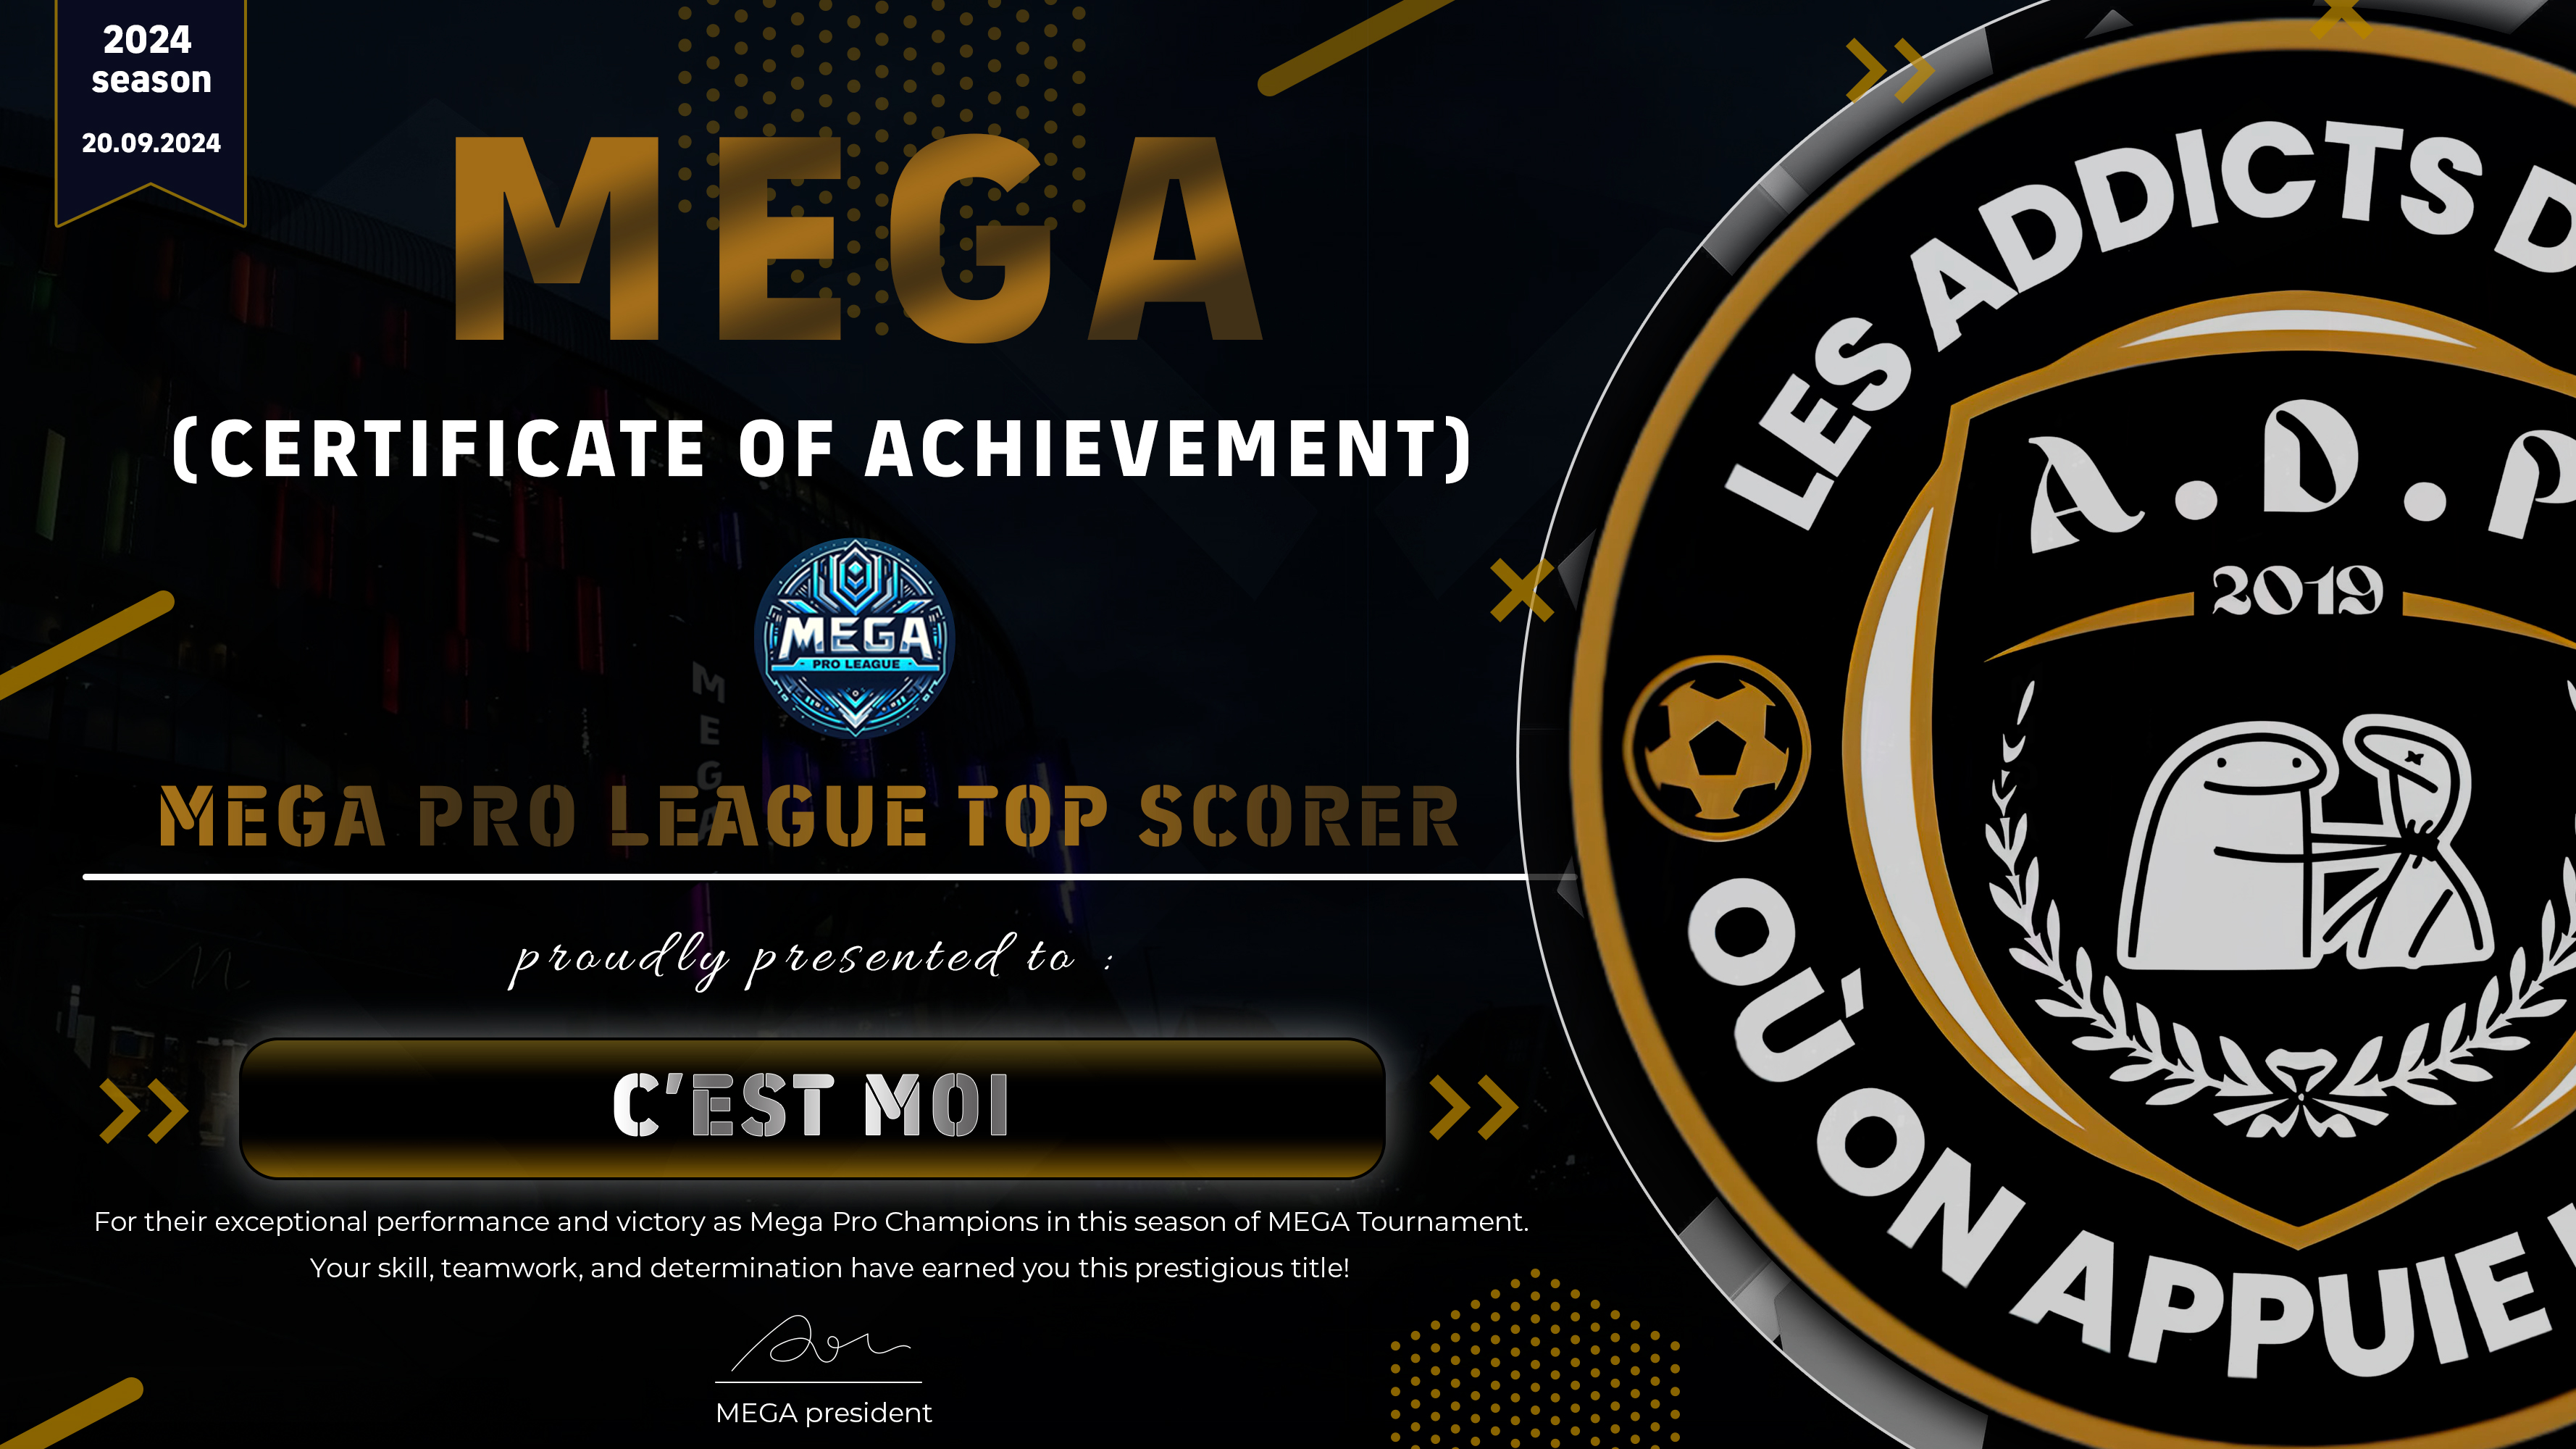 2024
season
20.09.2024
MEGA
(CERTIFICATE OF ACHIEVEMENT)
MEGA
PRO LEAGUE
MEGA
MEGA PRO LEAGUE TOP SCORER
proudly presented to :
C'EST MOI
For their exceptional performance and victory as Mega Pro Champions in this season of MEGA Tournament.
Your skill, teamwork, and determination have earned you this prestigious title!
MEGA president
LES ADDICTS D
A.D.P
2019
OÙ ON APPUIE